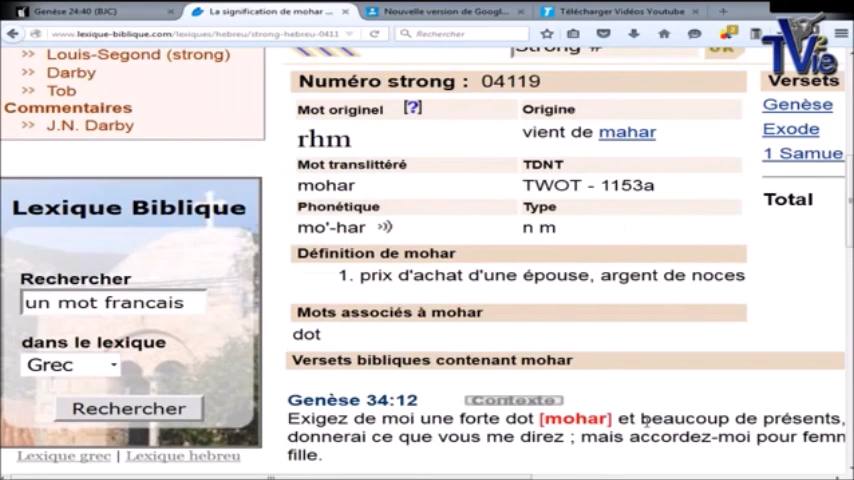 Genèse 24:40 (BJC)
La signification de mohar ...
Nouvelle version de Googl...
Télécharger Vidéos Youtube
www.lexique-biblique.com/lexiques/hebreu/strong-hebreu-0411
Rechercher
TVie 2
Louis-Segond (strong)
Darby
Tob
Commentaires
J.N. Darby
Lexique Biblique
Rechercher
un mot francais
dans le lexique
Grec
Rechercher
Lexique grec | Lexique hebreu
Strong #
OK
Numéro strong : 04119
Mot originel [?]
Origine
rhm
vient de mahar
Mot translittéré
TDNT
mohar
TWOT - 1153a
Phonétique
Type
mo'-har
n m
Définition de mohar
1. prix d'achat d'une épouse, argent de noces
Mots associés à mohar
dot
Versets bibliques contenant mohar
Genèse 34:12
Contexte
Exigez de moi une forte dot [mohar] et beaucoup de présents,
donnerai ce que vous me direz ; mais accordez-moi pour femm
fille.
Versets
Genèse
Exode
1 Samue
Total